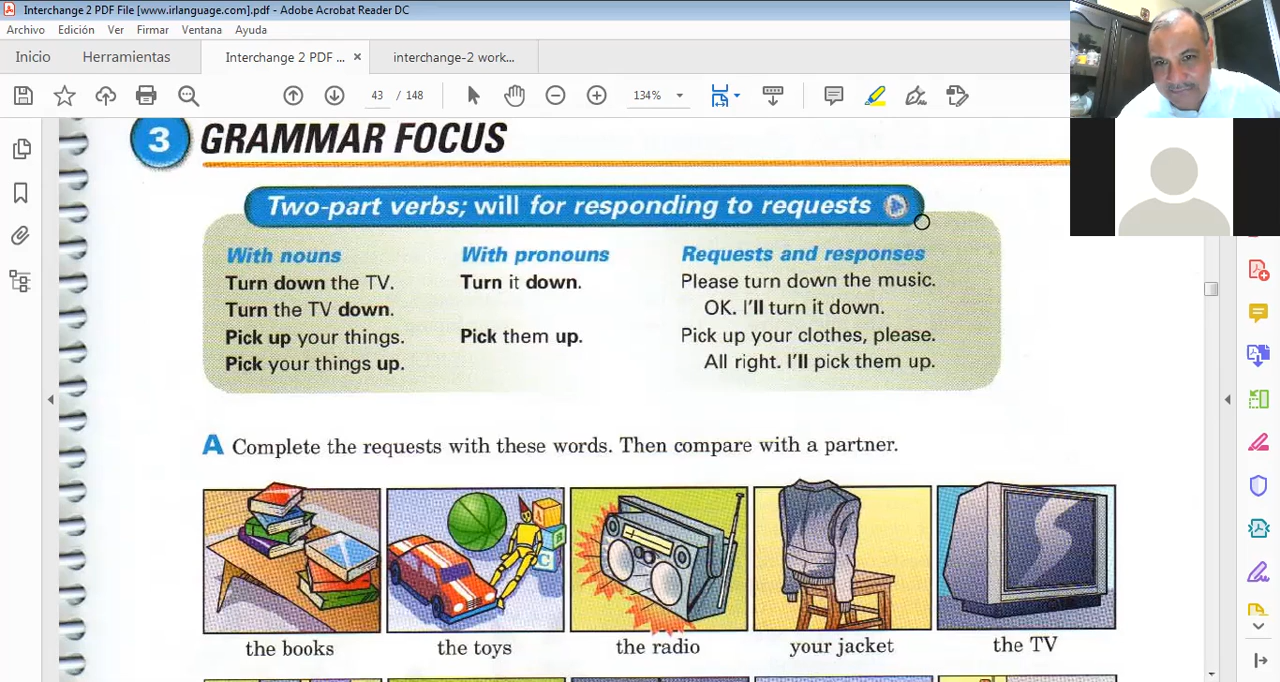 Interchange 2 PDF File [www.irlanguage.com].pdf - Adobe Acrobat Reader DC
Archivo Edición Ver Firmar Ventana Ayuda
Inicio Herramientas Interchange 2 PDF ... × interchange-2 work...
43 / 148 134%
3 GRAMMAR FOCUS
Two-part verbs; will for responding to requests
With nouns With pronouns Requests and responses
Turn down the TV. Turn it down. Please turn down the music.
Turn the TV down. OK. I'll turn it down.
Pick up your things. Pick them up. Pick up your clothes, please.
Pick your things up. All right. I'll pick them up.
A Complete the requests with these words. Then compare with a partner.
B
C
the books the toys the radio your jacket the TV